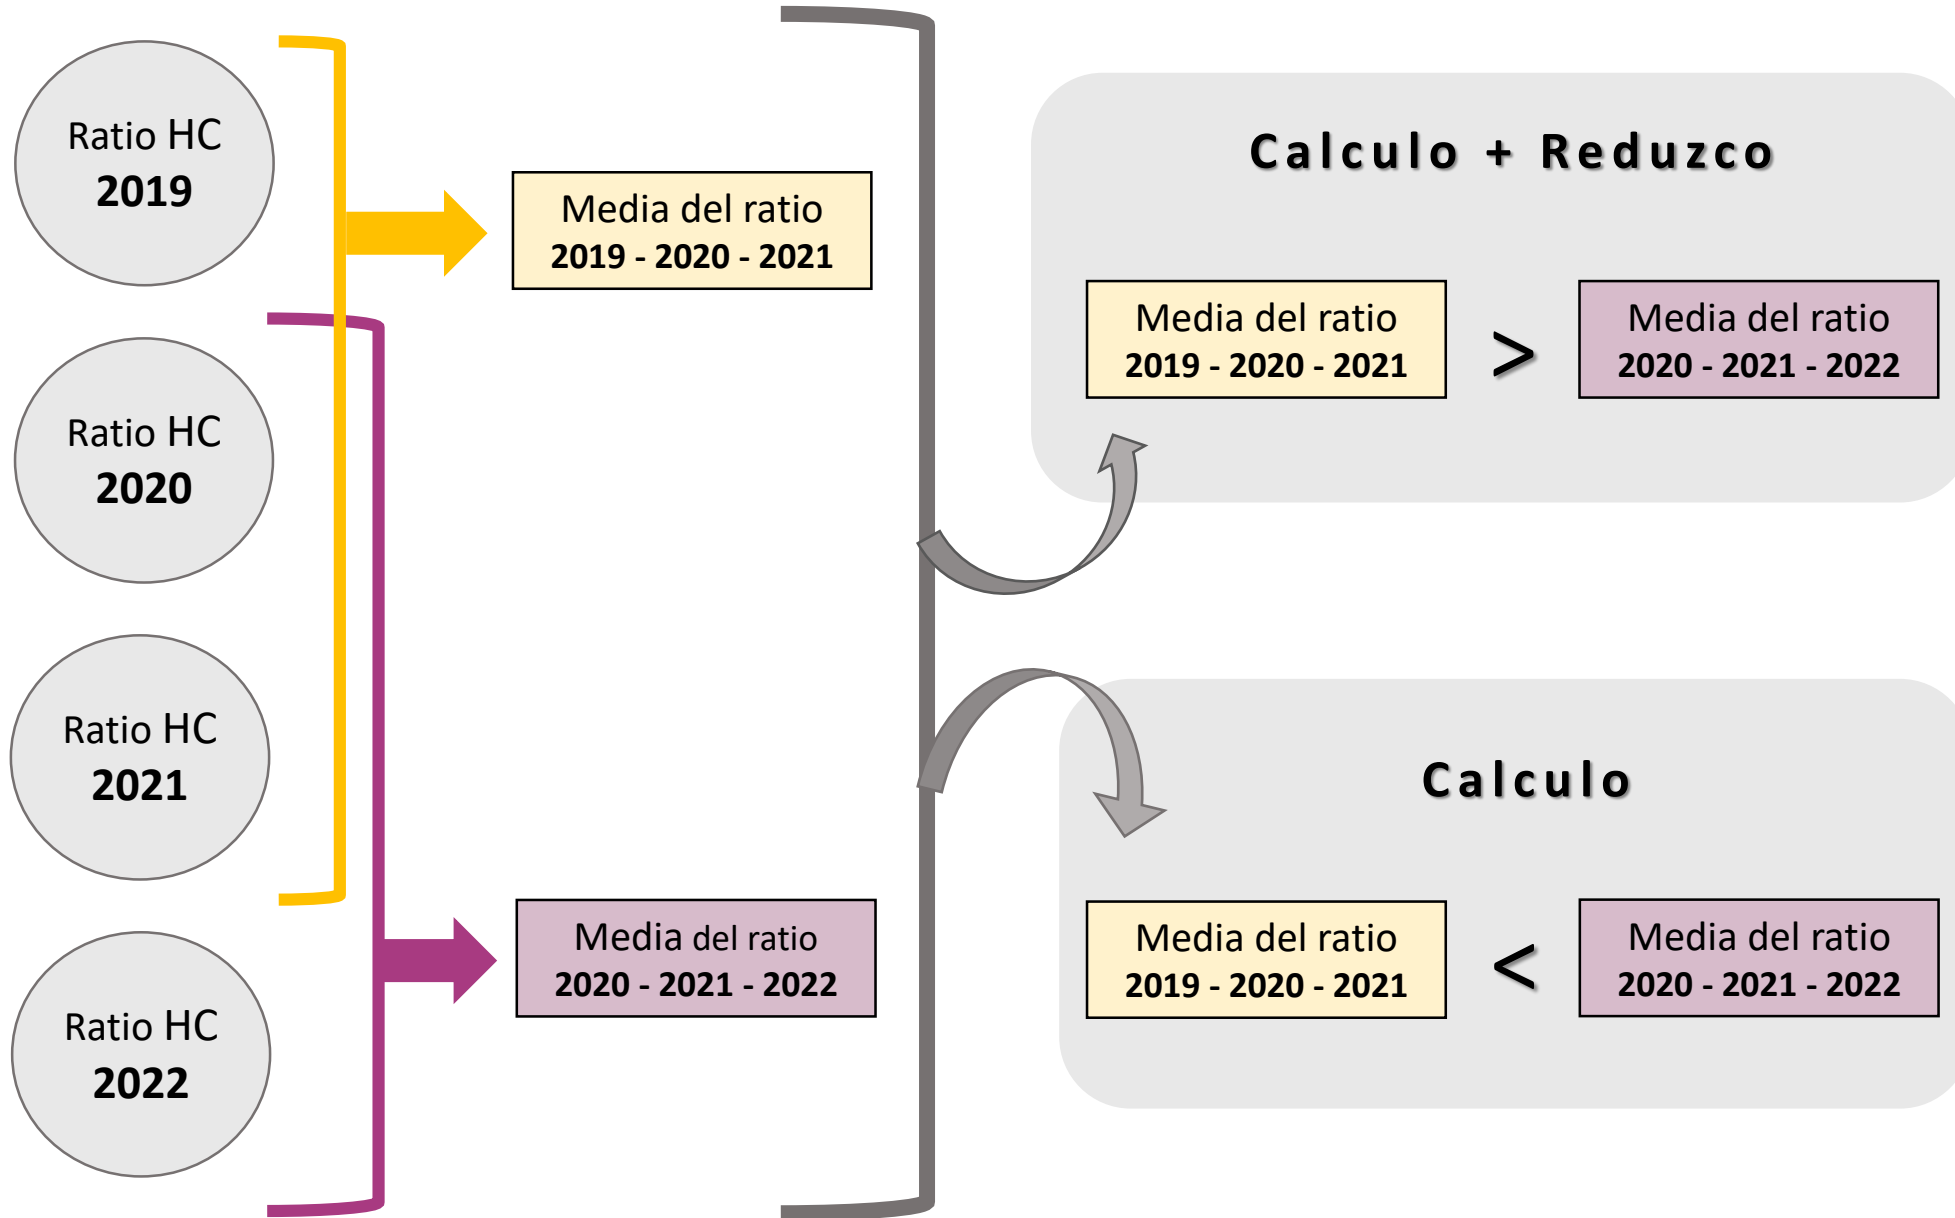 Ratio HC
2019
Ratio HC
2020
Ratio HC
2021
Ratio HC
2022
Media del ratio
2019 - 2020 - 2021
Media del ratio
2020 - 2021 - 2022
Calculo + Reduzco
Media del ratio
2019 - 2020 - 2021
>
Media del ratio
2020 - 2021 - 2022
Calculo
Media del ratio
2019 - 2020 - 2021
<
Media del ratio
2020 - 2021 - 2022